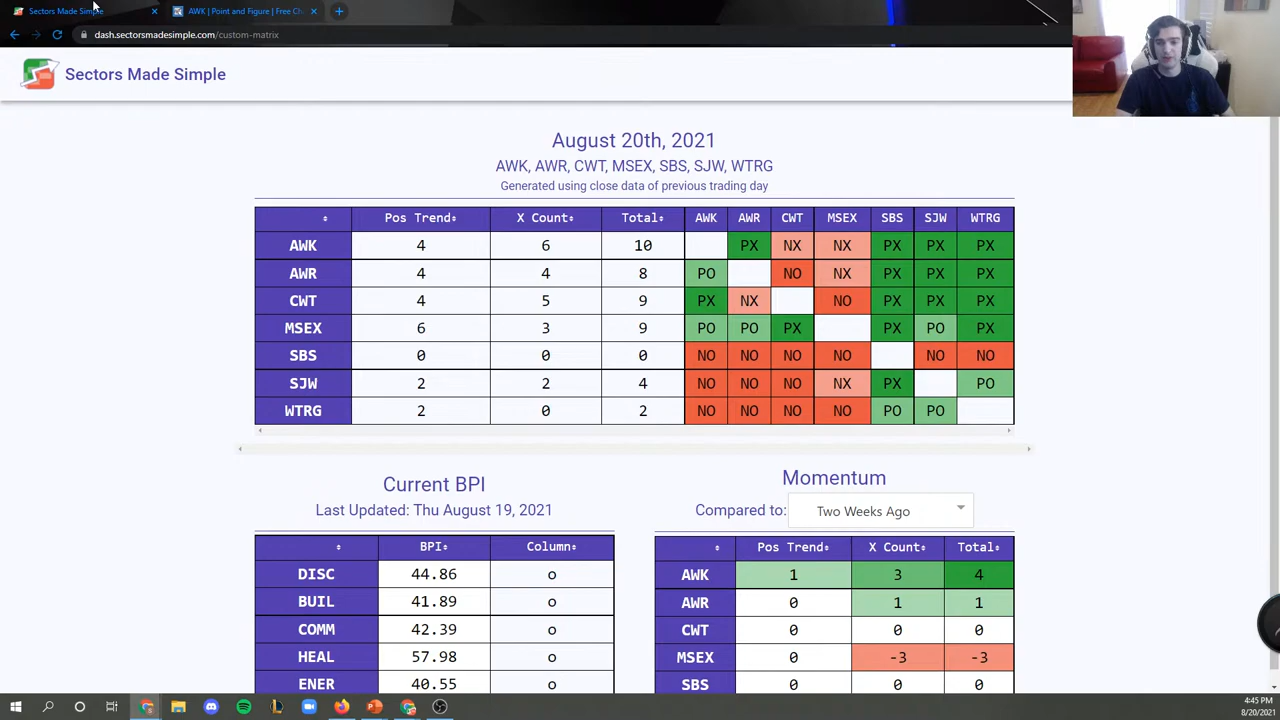 Sectors Made Simple
AWK | Point and Figure | Free Ch
dash.sectorsmadesimple.com/custom-matrix
Sectors Made Simple
August 20th, 2021
AWK, AWR, CWT, MSEX, SBS, SJW, WTRG
Generated using close data of previous trading day
Pos Trend X Count Total AWK AWR CWT MSEX SBS SJW WTRG
AWK 4 6 10 PX NX NX PX PX PX
AWR 4 4 8 PO NO NX PX PX PX
CWT 4 5 9 PX NX NO PX PX PX
MSEX 6 3 9 PO PO PX PX PO PX
SBS 0 0 0 NO NO NO NO NO NO
SJW 2 2 4 NO NO NO NX PX PO
WTRG 2 0 2 NO NO NO NO PO PO
Current BPI
Last Updated: Thu August 19, 2021
BPI Column
DISC 44.86 o
BUIL 41.89 o
COMM 42.39 o
HEAL 57.98 o
ENER 40.55 o
Momentum
Compared to: Two Weeks Ago
Pos Trend X Count Total
AWK 1 3 4
AWR 0 1 1
CWT 0 0 0
MSEX 0 -3 -3
SBS 0 0 0
4:45 PM
8/20/2021